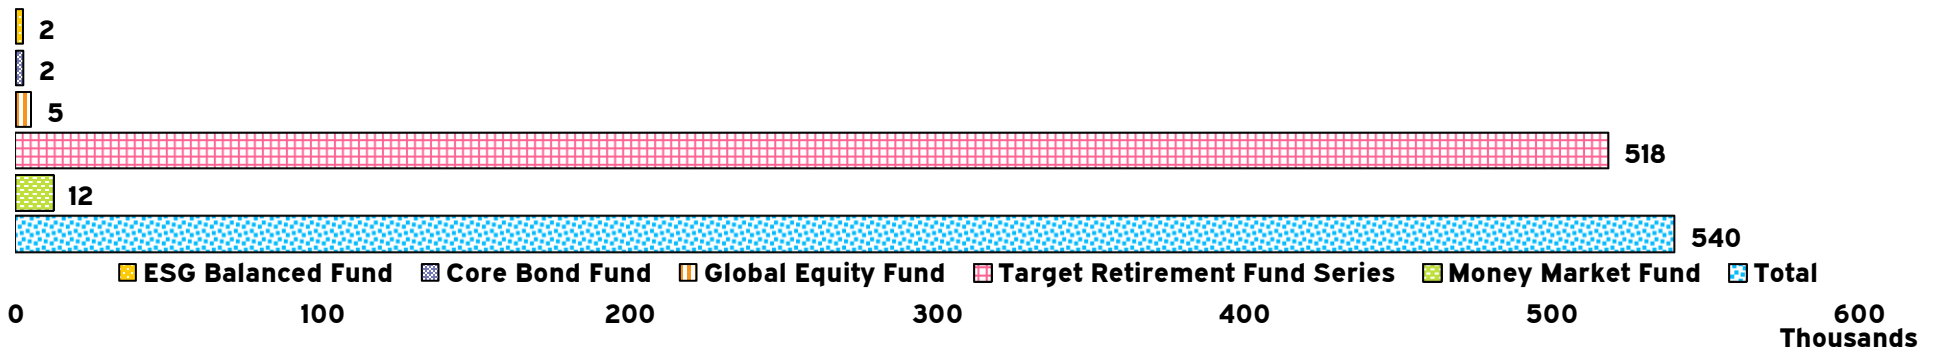 2
2
5
518
12
540
ESG Balanced Fund Core Bond Fund Global Equity Fund Target Retirement Fund Series Money Market Fund Total
0 100 200 300 400 500 600
Thousands